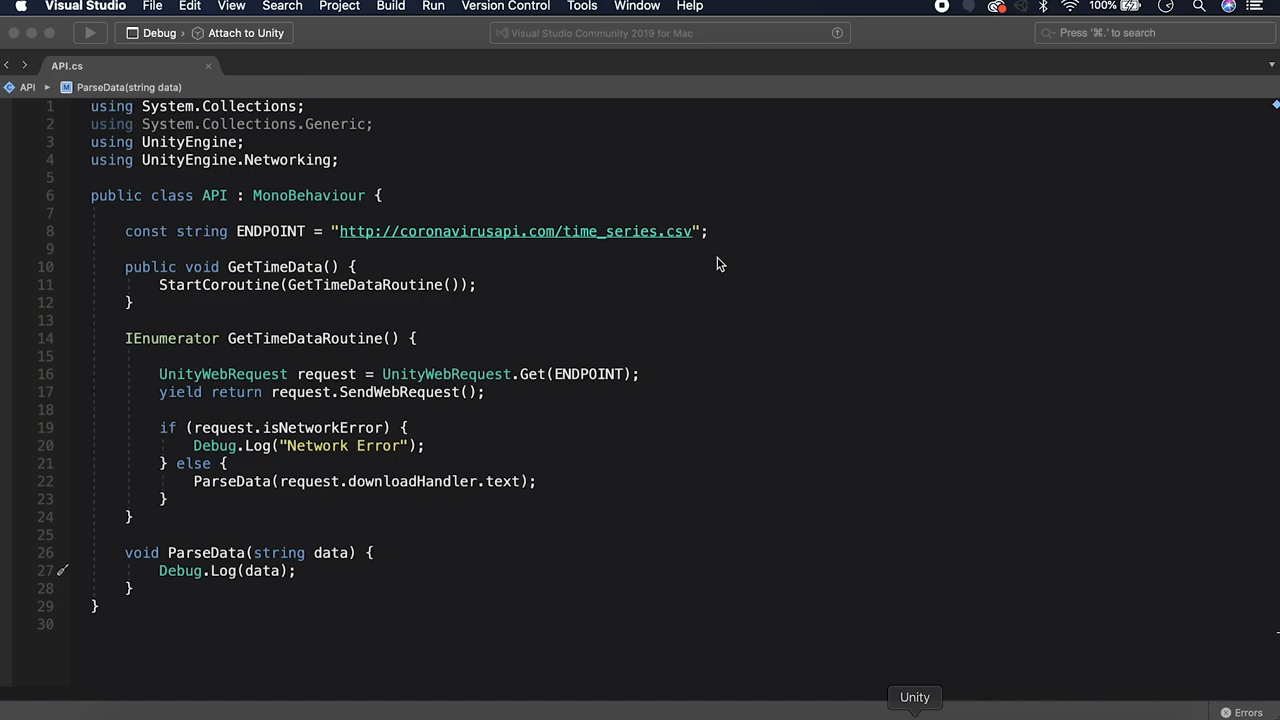 Visual Studio File Edit View Search Project Build Run Version Control Tools Window Help 100%
Debug Attach to Unity Visual Studio Community 2019 for Mac Press '⌘.' to search
API.cs
API ParseData(string data)
1 using System.Collections;
2 using System.Collections.Generic;
3 using UnityEngine;
4 using UnityEngine.Networking;
5
6 public class API : MonoBehaviour {
7
8 const string ENDPOINT = "http://coronavirusapi.com/time_series.csv";
9
10 public void GetTimeData() {
11 StartCoroutine(GetTimeDataRoutine());
12 }
13
14 IEnumerator GetTimeDataRoutine() {
15
16 UnityWebRequest request = UnityWebRequest.Get(ENDPOINT);
17 yield return request.SendWebRequest();
18
19 if (request.isNetworkError) {
20 Debug.Log("Network Error");
21 } else {
22 ParseData(request.downloadHandler.text);
23 }
24 }
25
26 void ParseData(string data) {
27 Debug.Log(data);
28 }
29 }
30
Unity
Errors